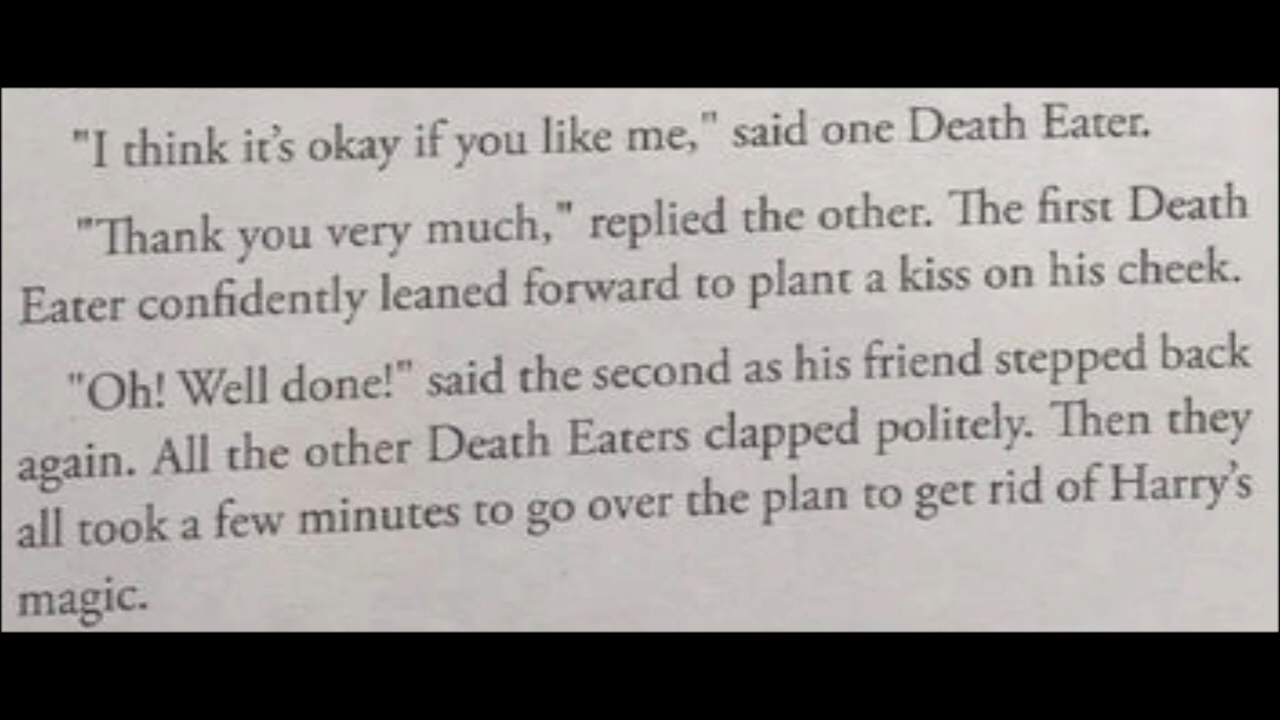 "I think it’s okay if you like me," said one Death Eater.
"Thank you very much," replied the other. The first Death
Eater confidently leaned forward to plant a kiss on his cheek.
"Oh! Well done!" said the second as his friend stepped back
again. All the other Death Eaters clapped politely. Then they
all took a few minutes to go over the plan to get rid of Harry’s
magic.